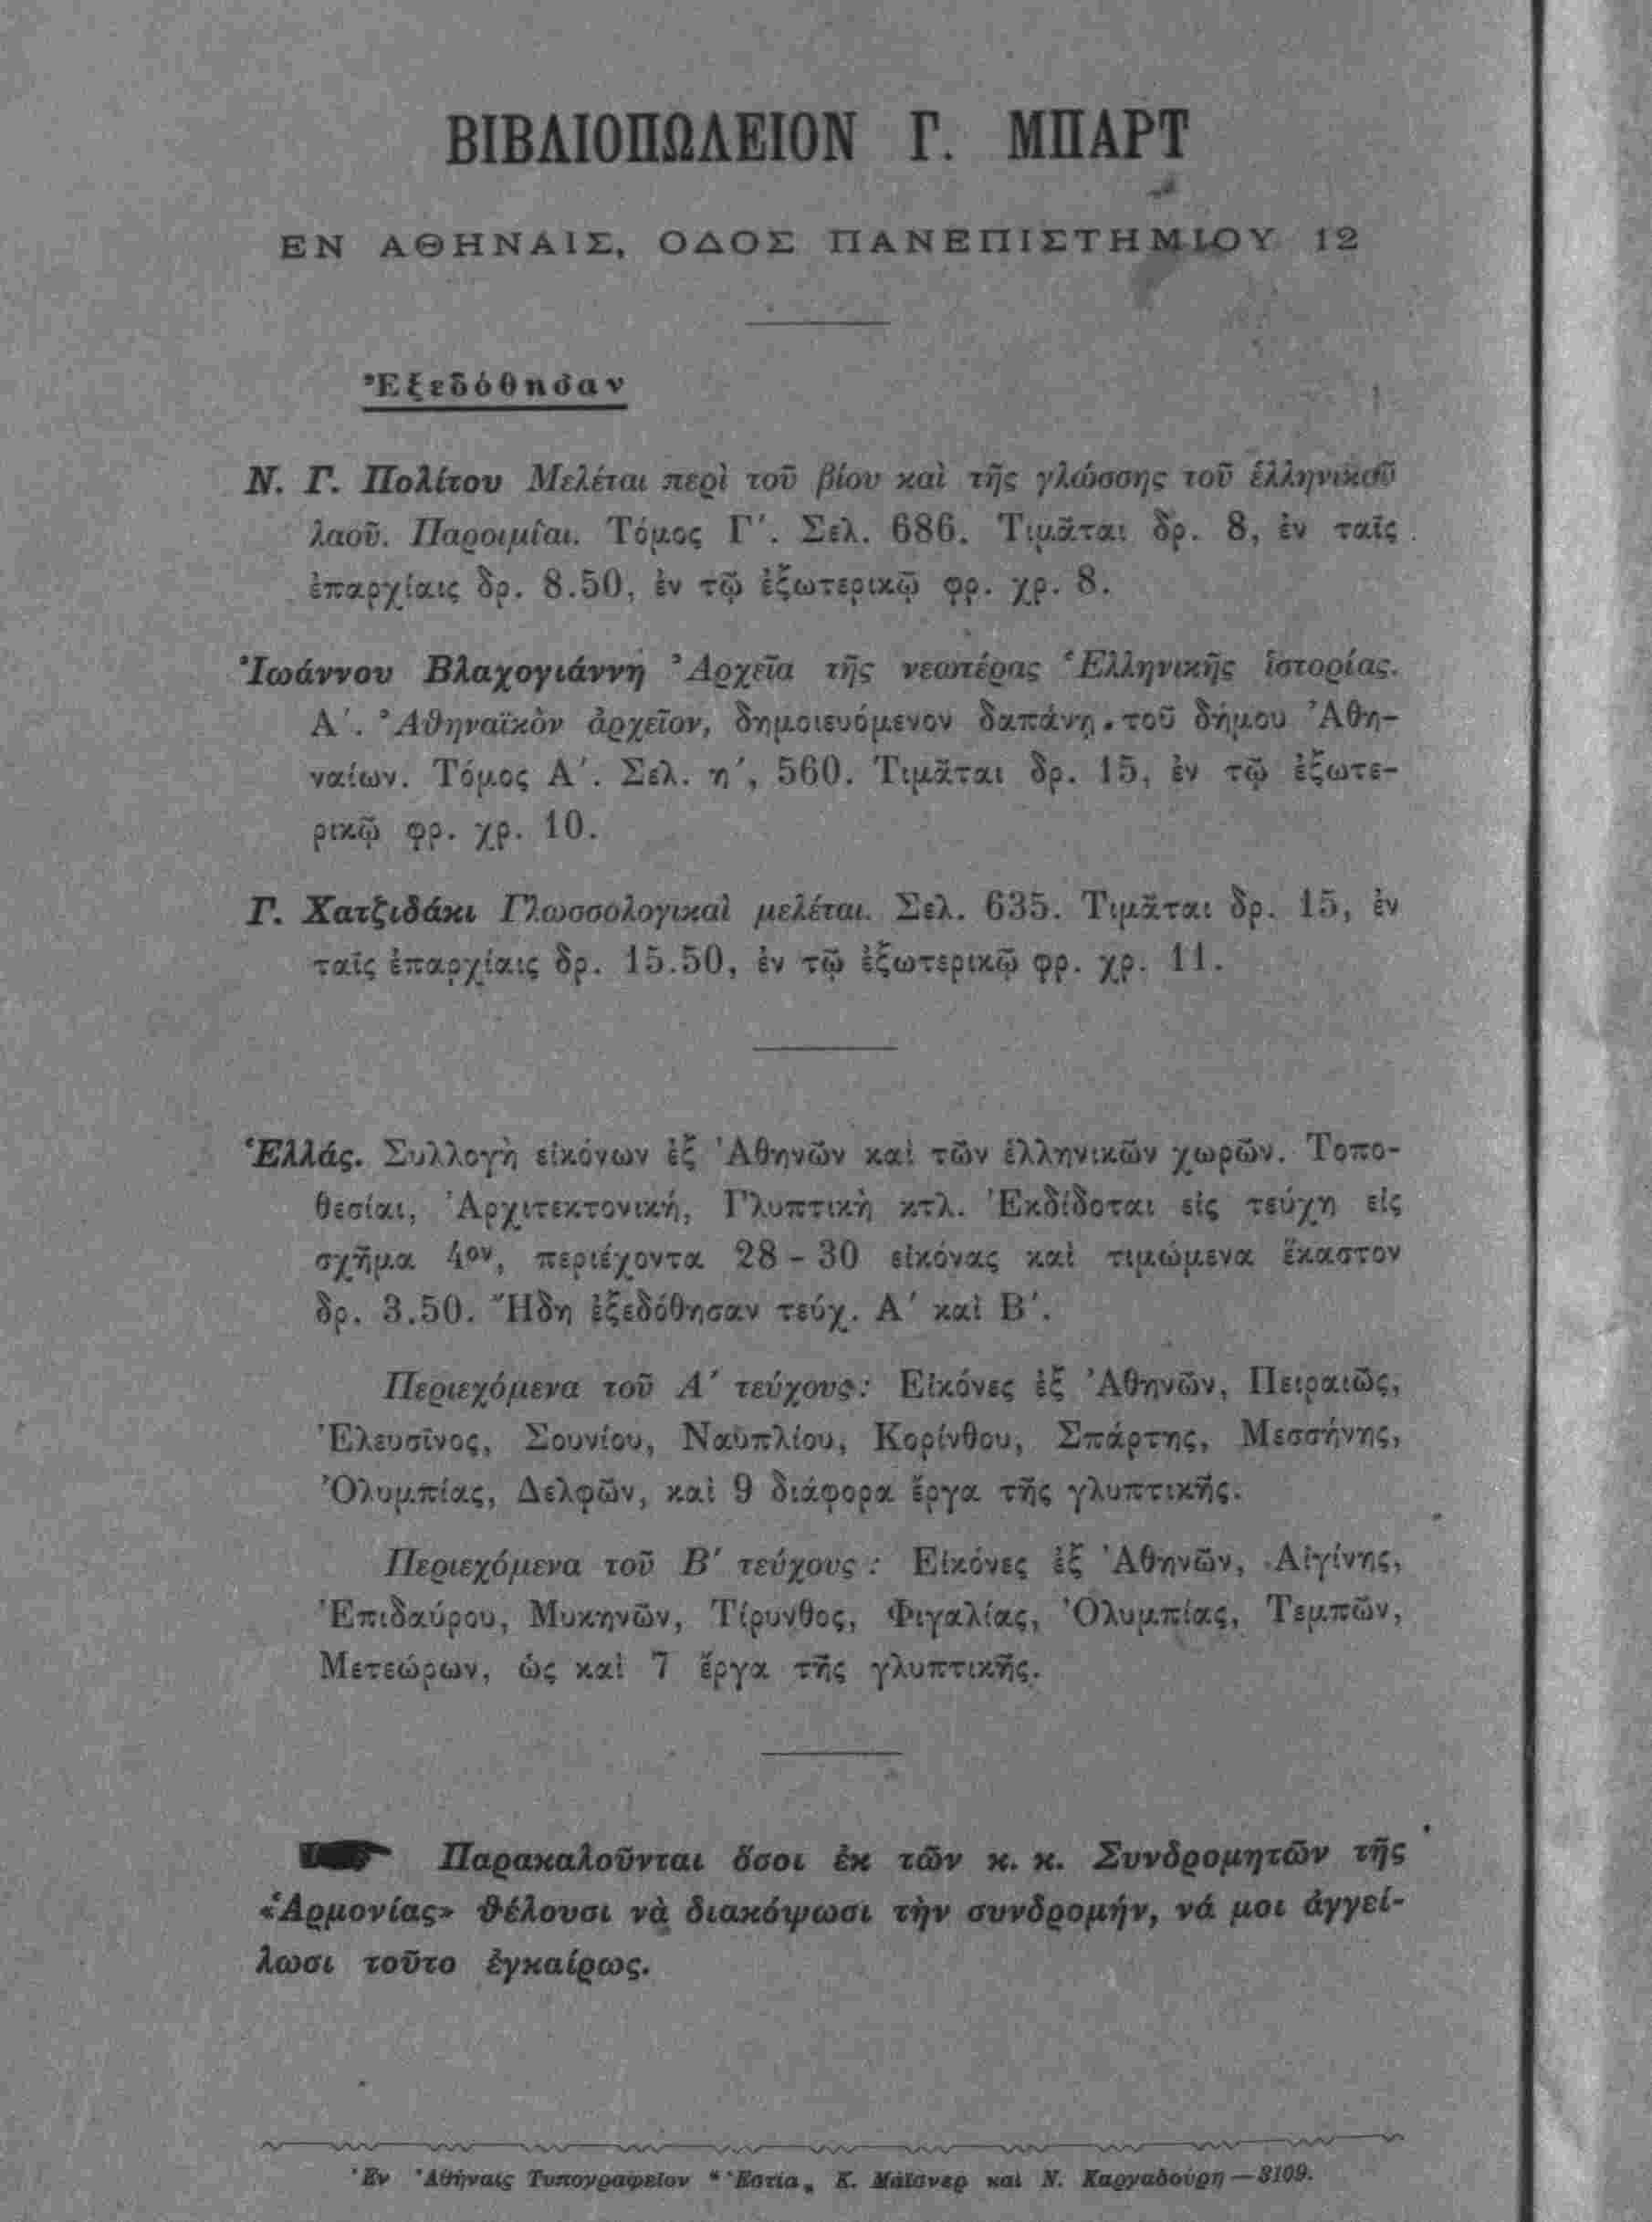 ΒΙΒΛΙΟΠΩΛΕΙΟΝ Γ. ΜΠΑΡΤ
ΕΝ ΑΘΗΝΑΙΣ, ΟΔΟΣ ΠΑΝΕΠΙΣΤΗΜΙΟΥ 12
Ἐξεδόθησαν
Ν. Γ. Πολίτου Μελέται περὶ τοῦ βίου καὶ τῆς γλώσσης τοῦ ἑλληνικοῦ
λαοῦ. Παροιμίαι. Τόμος Γ΄. Σελ. 686. Τιμᾶται δρ. 8, ἐν ταῖς
ἐπαρχίαις δρ. 8.50, ἐν τῷ ἐξωτερικῷ φρ. χρ. 8.
Ἰωάννου Βλαχογιάννη Ἀρχεῖα τῆς νεωτέρας Ἑλληνικῆς ἱστορίας.
Α΄. Ἀθηναϊκὸν ἀρχεῖον, δημοιευόμενον δαπάνῃ τοῦ δήμου Ἀθη-
ναίων. Τόμος Α΄. Σελ. η΄, 560. Τιμᾶται δρ. 15, ἐν τῷ ἐξωτε-
ρικῷ φρ. χρ. 10.
Γ. Χατζιδάκι Γλωσσολογικαὶ μελέται. Σελ. 635. Τιμᾶται δρ. 15, ἐν
ταῖς ἐπαρχίαις δρ. 15.50, ἐν τῷ ἐξωτερικῷ φρ. χρ. 11.
Ἑλλάς. Συλλογὴ εἰκόνων ἐξ Ἀθηνῶν καὶ τῶν ἑλληνικῶν χωρῶν. Τοπο-
θεσίαι, Ἀρχιτεκτονική, Γλυπτικὴ κτλ. Ἐκδίδοται εἰς τεύχη εἰς
σχῆμα 4ον, περιέχοντα 28 - 30 εἰκόνας καὶ τιμώμενα ἕκαστον
δρ. 3.50. Ἤδη ἐξεδόθησαν τεύχ. Α΄ καὶ Β΄.
Περιεχόμενα τοῦ Α΄ τεύχους: Εἰκόνες ἐξ Ἀθηνῶν, Πειραιῶς,
Ἐλευσῖνος, Σουνίου, Ναυπλίου, Κορίνθου, Σπάρτης, Μεσσήνης,
Ὀλυμπίας, Δελφῶν, καὶ 9 διάφορα ἔργα τῆς γλυπτικῆς.
Περιεχόμενα τοῦ Β΄ τεύχους: Εἰκόνες ἐξ Ἀθηνῶν, Αἰγίνης,
Ἐπιδαύρου, Μυκηνῶν, Τίρυνθος, Φιγαλίας, Ὀλυμπίας, Τεμπῶν,
Μετεώρων, ὡς καὶ 7 ἔργα τῆς γλυπτικῆς.
Παρακαλοῦνται ὅσοι ἐκ τῶν κ. κ. Συνδρομητῶν τῆς
«Ἁρμονίας» θέλουσι νὰ διακόψωσι τὴν συνδρομήν, νά μοι ἀγγεί-
λωσι τοῦτο ἐγκαίρως.
Ἐν Ἀθήναις Τυπογραφεῖον "Ἑστία„ Κ. Μάϊσνερ καὶ Ν. Καργαδούρη—3109.